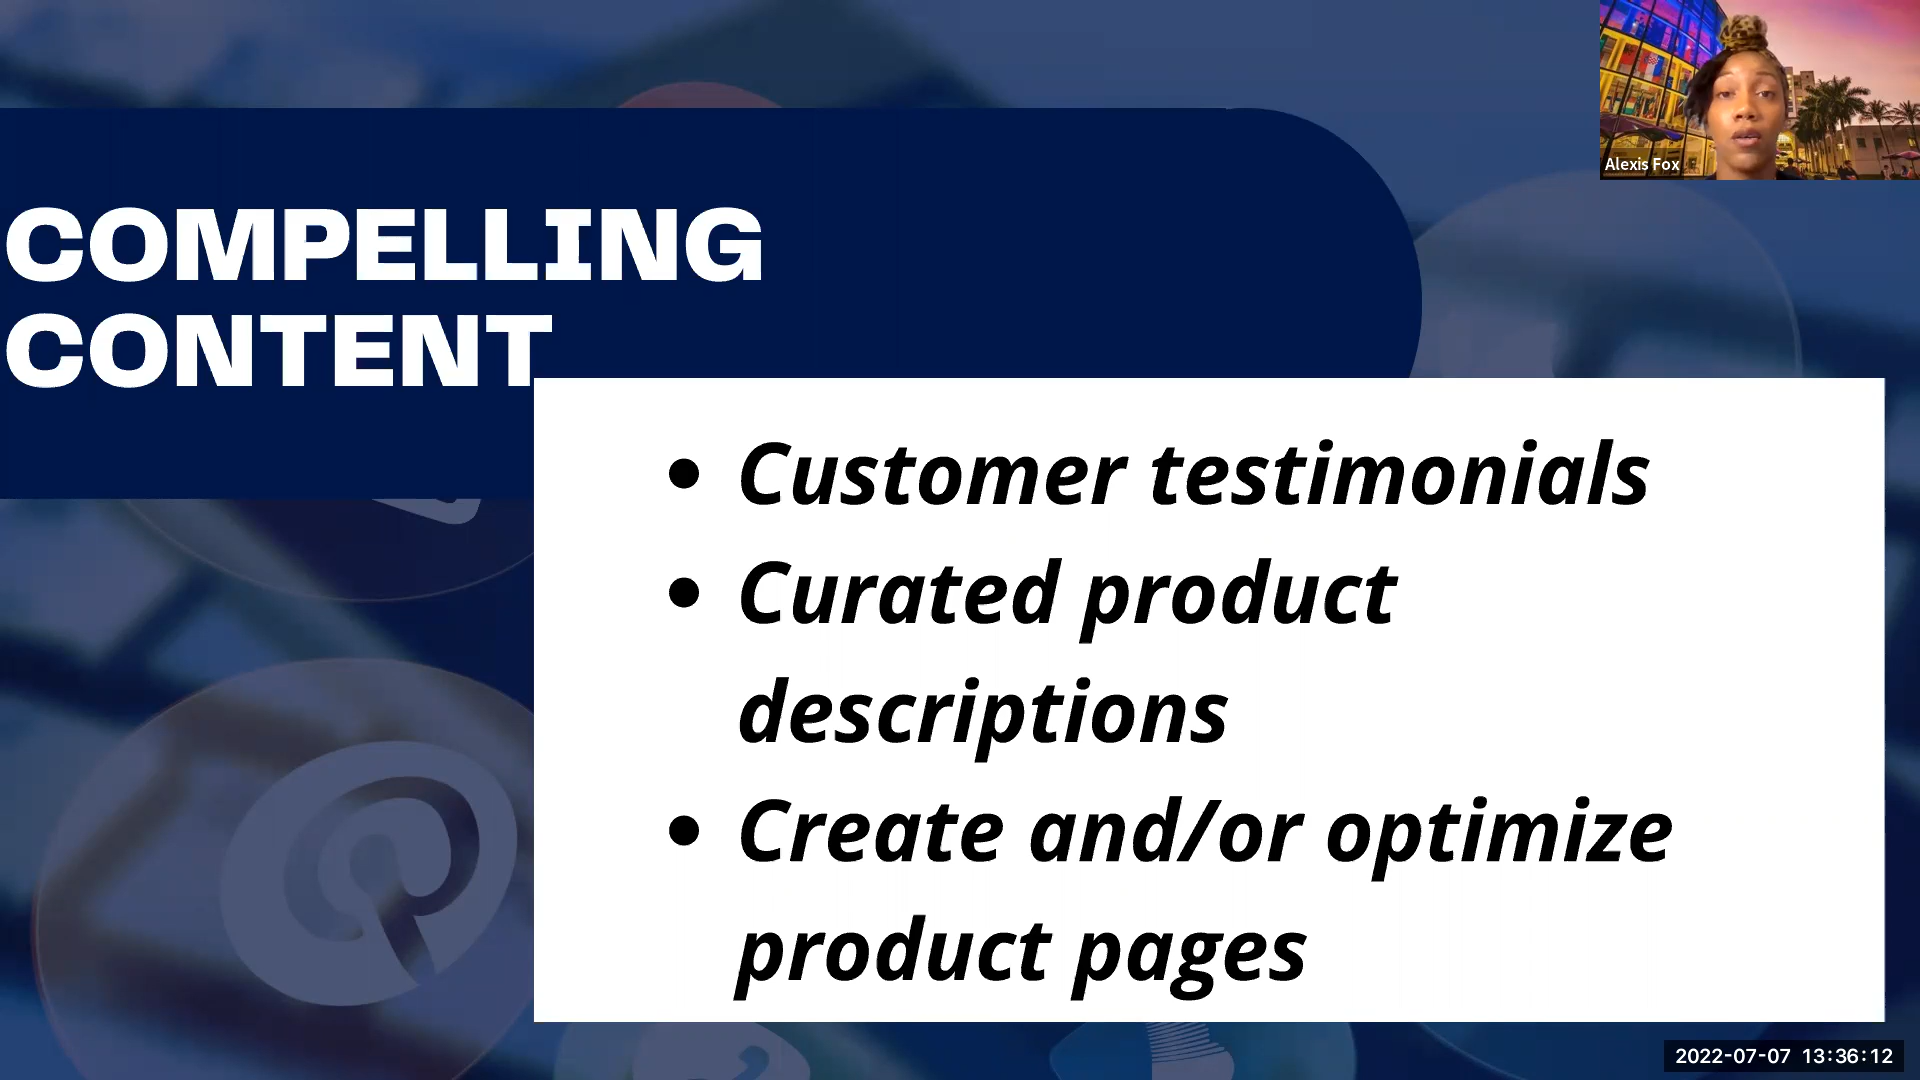 COMPELLING
CONTENT
Alexis Fox
• Customer testimonials
• Curated product
descriptions
• Create and/or optimize
product pages
2022-07-07 13:36:12